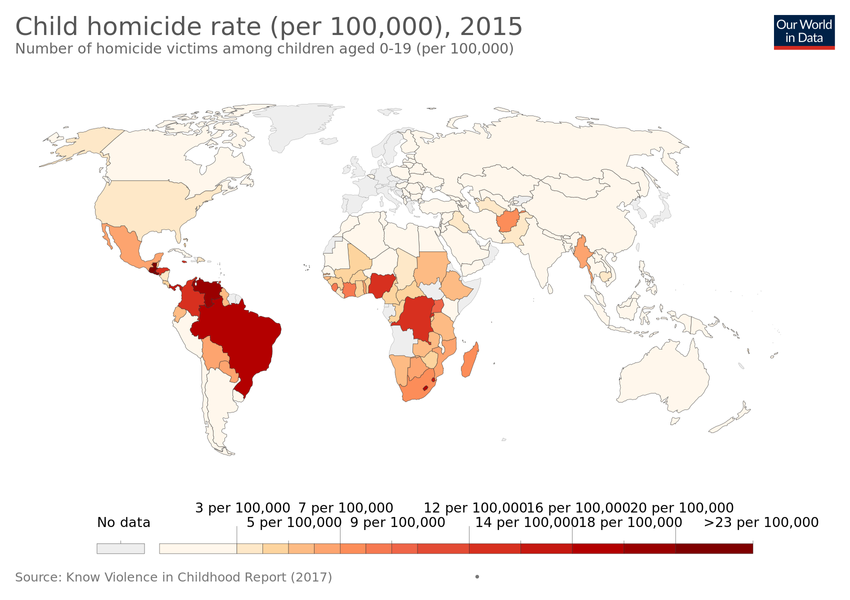 Child homicide rate (per 100,000), 2015
Number of homicide victims among children aged 0-19 (per 100,000)
Our World
in Data
3 per 100,000 7 per 100,000 12 per 100,000 16 per 100,000 20 per 100,000
No data 5 per 100,000 9 per 100,000 14 per 100,000 18 per 100,000 >23 per 100,000
Source: Know Violence in Childhood Report (2017) •